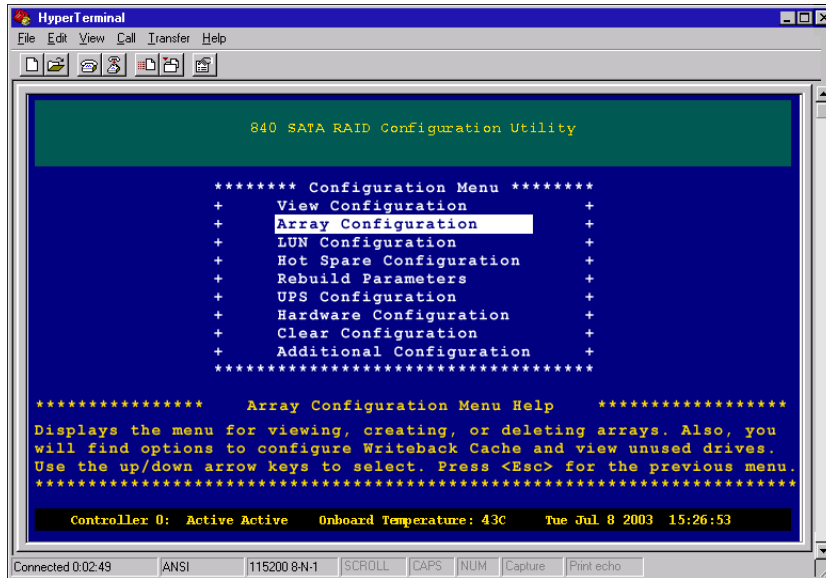 HyperTerminal
File Edit View Call Transfer Help
840 SATA RAID Configuration Utility
******** Configuration Menu ********
+ View Configuration +
+ Array Configuration +
+ LUN Configuration +
+ Hot Spare Configuration +
+ Rebuild Parameters +
+ UPS Configuration +
+ Hardware Configuration +
+ Clear Configuration +
+ Additional Configuration +
************************************
**************** Array Configuration Menu Help ******************
Displays the menu for viewing, creating, or deleting arrays. Also, you
will find options to configure Writeback Cache and view unused drives.
Use the up/down arrow keys to select. Press <Esc> for the previous menu.
************************************************************************
Controller 0: Active Active Onboard Temperature: 43C Tue Jul 8 2003 15:26:53
Connected 0:02:49 ANSI 115200 8-N-1 SCROLL CAPS NUM Capture Print echo